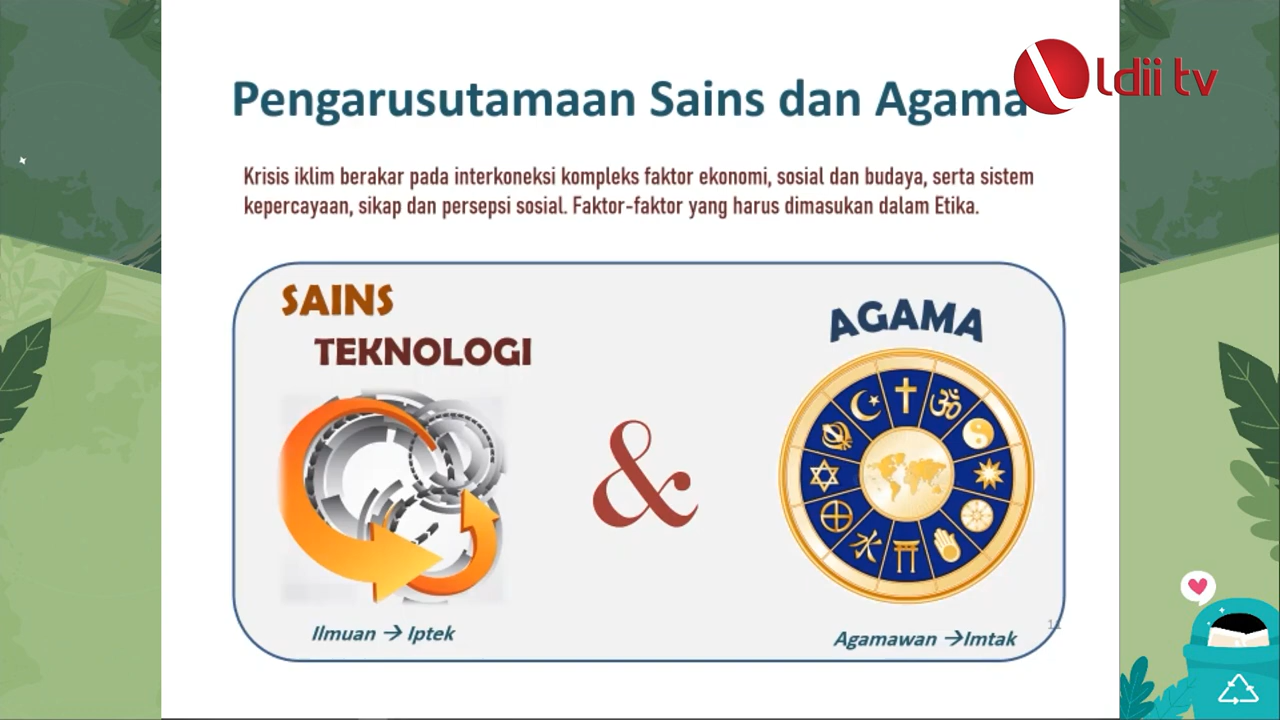 Pengarusutamaan Sains dan Agama
ldii tv
Krisis iklim berakar pada interkoneksi kompleks faktor ekonomi, sosial dan budaya, serta sistem
kepercayaan, sikap dan persepsi sosial. Faktor-faktor yang harus dimasukan dalam Etika.
SAINS
TEKNOLOGI
&
AGAMA
Ilmuan → Iptek
Agamawan →Imtak
11